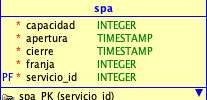 spa
* capacidad INTEGER
* apertura TIMESTAMP
* cierre TIMESTAMP
* franja INTEGER
PF * servicio_id INTEGER
spa_PK (servicio_id)